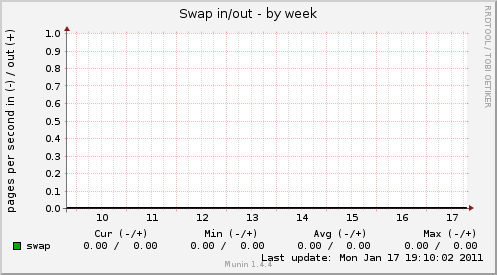 Swap in/out - by week
RRDTOOL / TOBI OETIKER
pages per second in (-) / out (+)
1.0
0.9
0.8
0.7
0.6
0.5
0.4
0.3
0.2
0.1
0.0
10 11 12 13 14 15 16 17
Cur (-/+) Min (-/+) Avg (-/+) Max (-/+)
swap 0.00 / 0.00 0.00 / 0.00 0.00 / 0.00 0.00 / 0.00
Last update: Mon Jan 17 19:10:02 2011
Munin 1.4.4